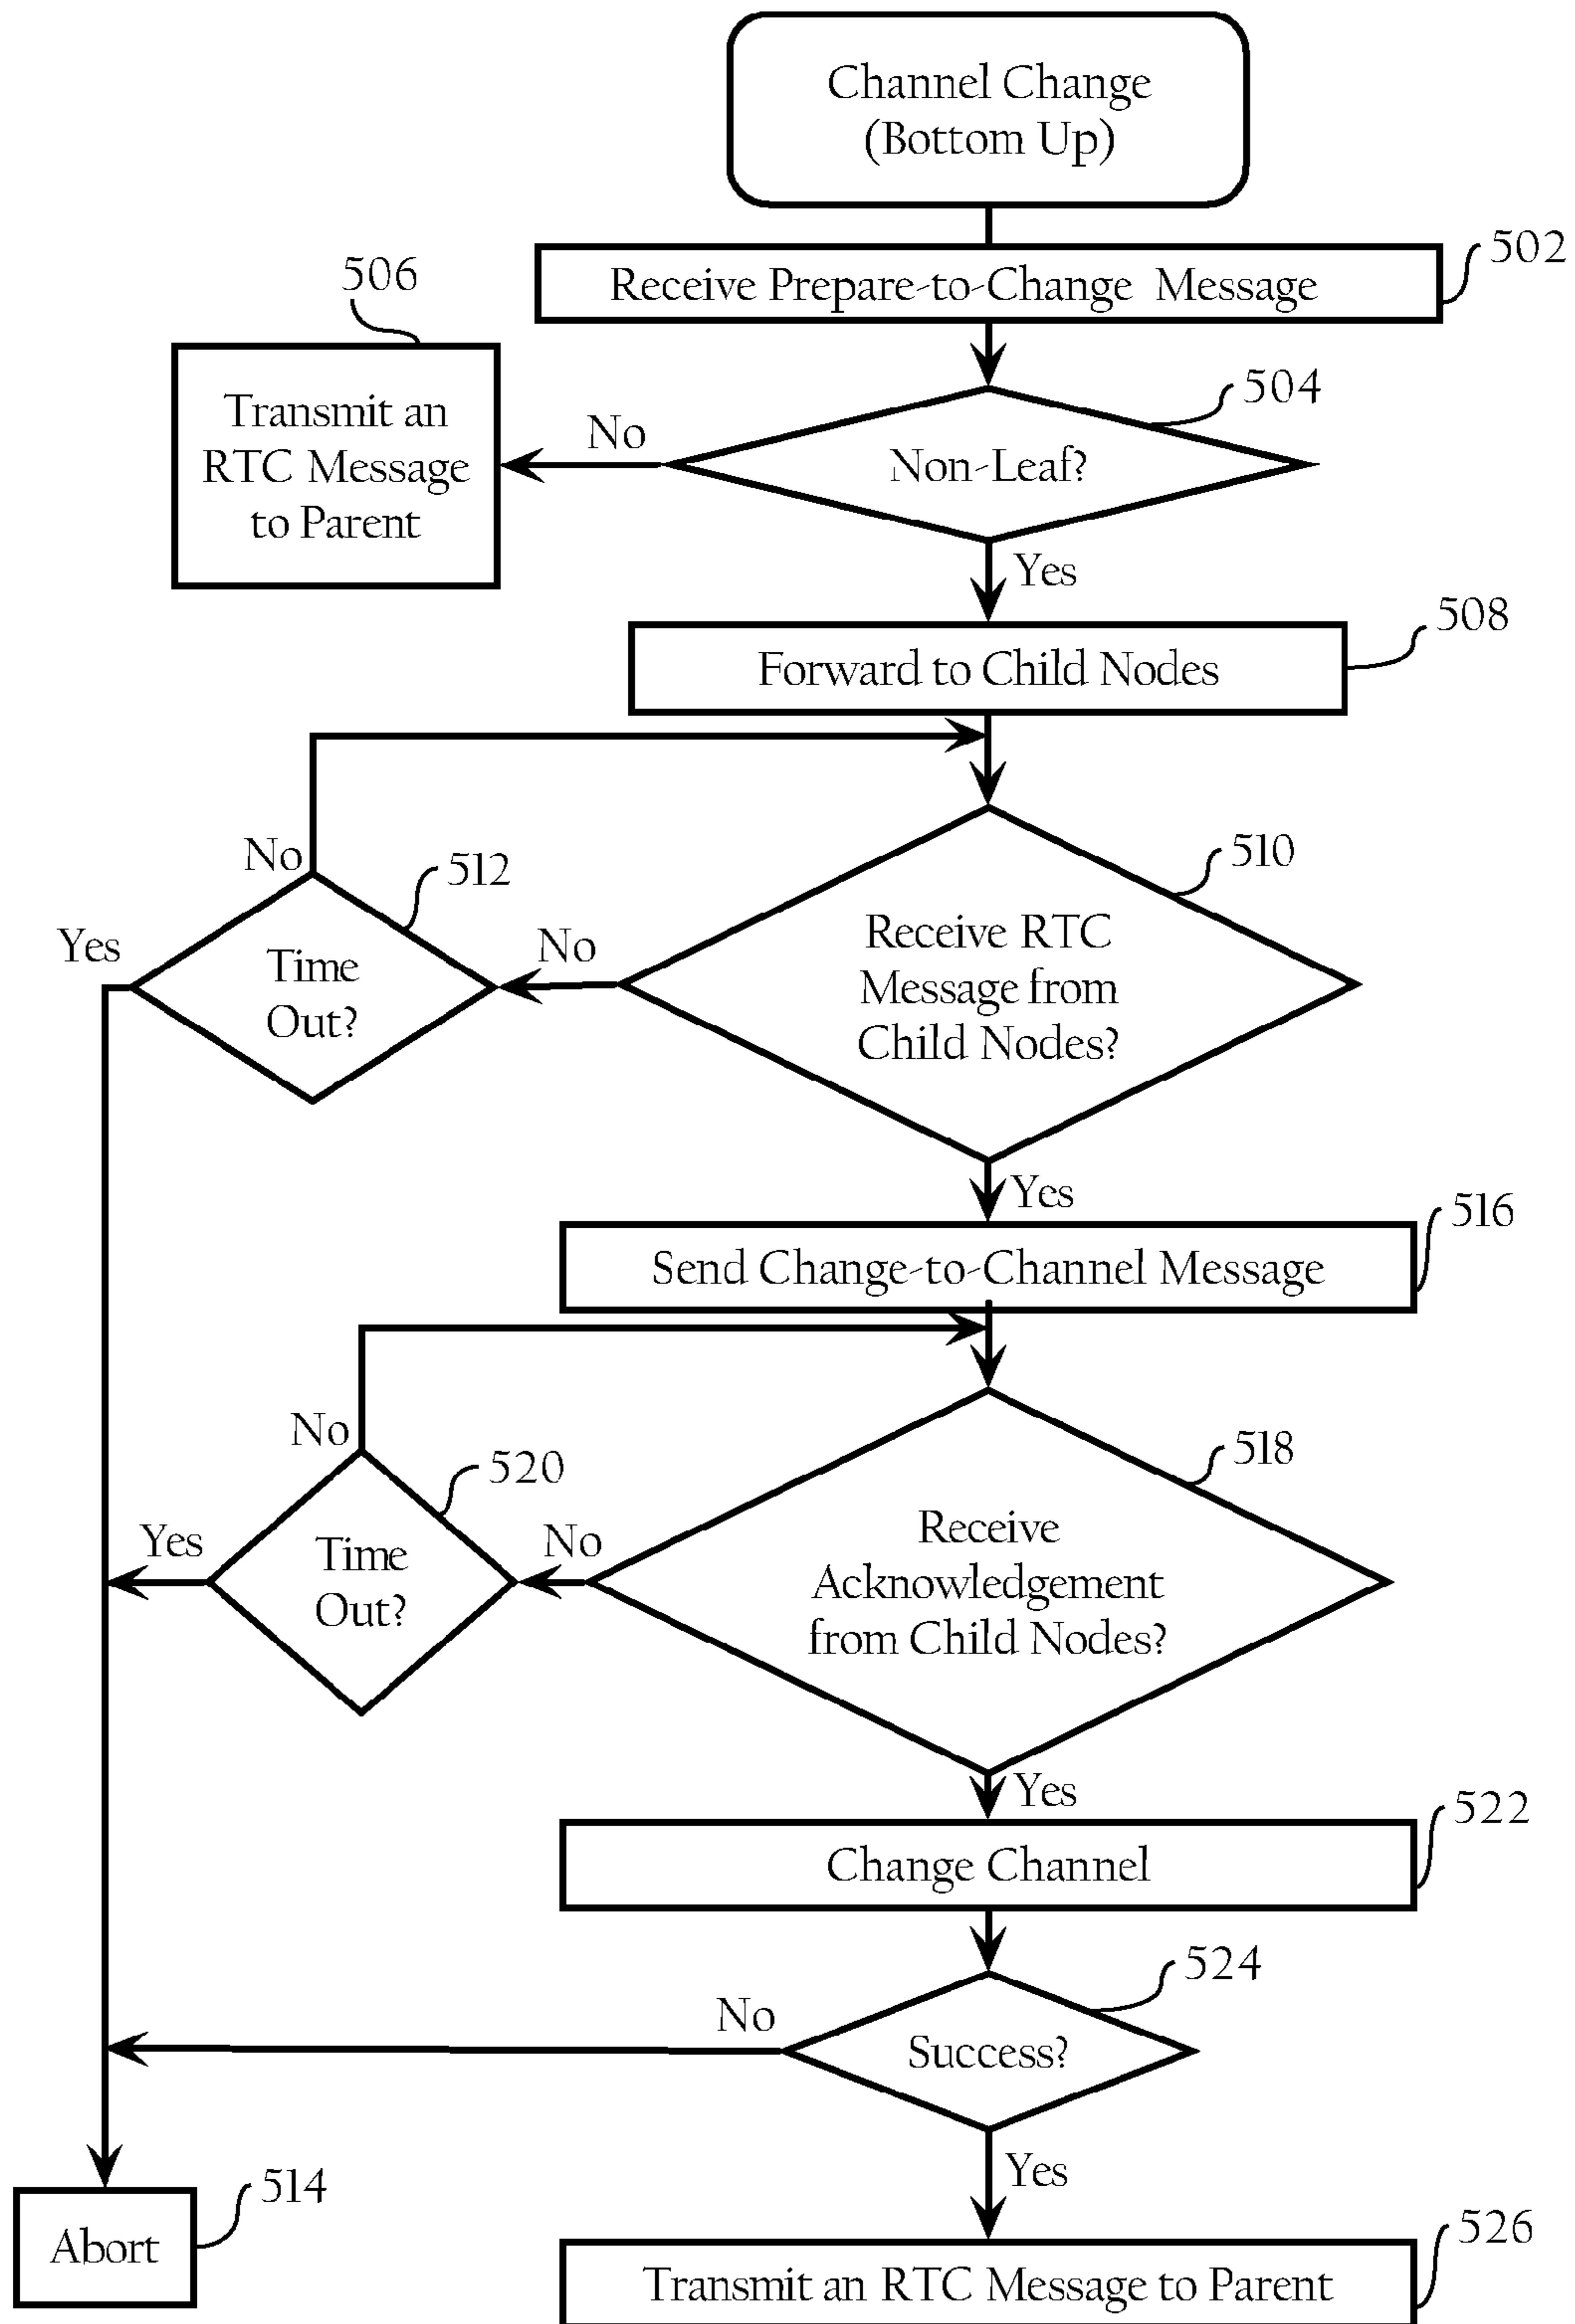 Channel Change
(Bottom Up)
502
Receive Prepare-to-Change Message
506
504
Transmit an
RTC Message
to Parent
No
Non-Leaf?
Yes
508
Forward to Child Nodes
No
512
510
Yes
Time
Out?
No
Receive RTC
Message from
Child Nodes?
Yes
516
Send Change-to-Channel Message
No
520
518
Yes
Time
Out?
No
Receive
Acknowledgement
from Child Nodes?
Yes
522
Change Channel
524
No
Success?
Yes
514
Abort
526
Transmit an RTC Message to Parent